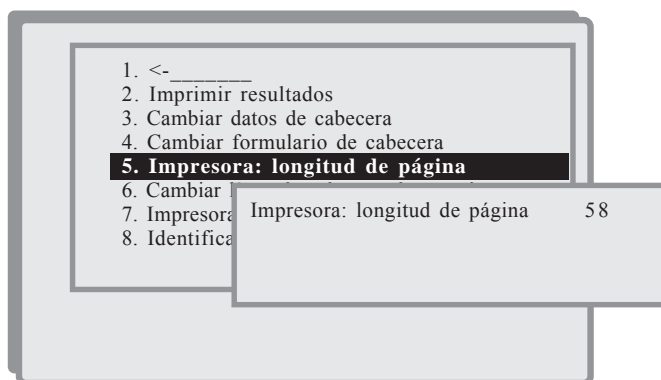 1. <-_______
2. Imprimir resultados
3. Cambiar datos de cabecera
4. Cambiar formulario de cabecera
5. Impresora: longitud de página
6. Cambiar
7. Impresora
8. Identifica
Impresora: longitud de página 58